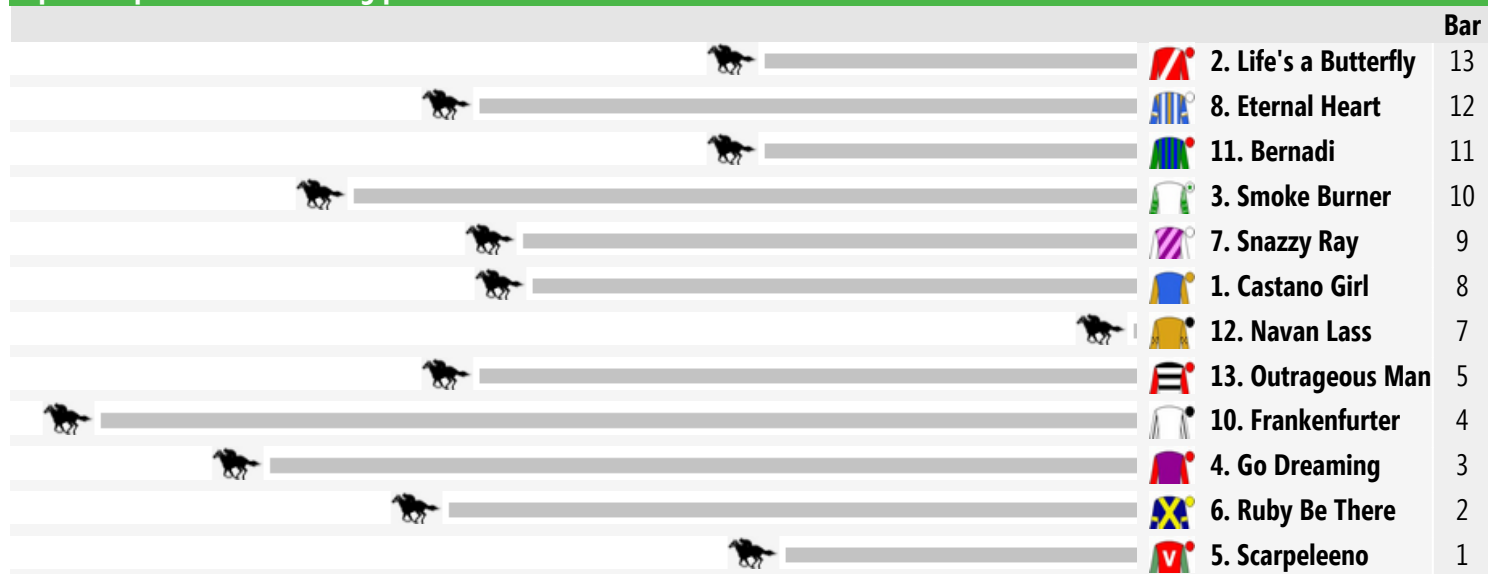 Bar
2. Life's a Butterfly 13
8. Eternal Heart 12
11. Bernadi 11
3. Smoke Burner 10
7. Snazzy Ray 9
1. Castano Girl 8
12. Navan Lass 7
13. Outrageous Man 5
10. Frankenfurter 4
4. Go Dreaming 3
6. Ruby Be There 2
V 5. Scarpeleeno 1